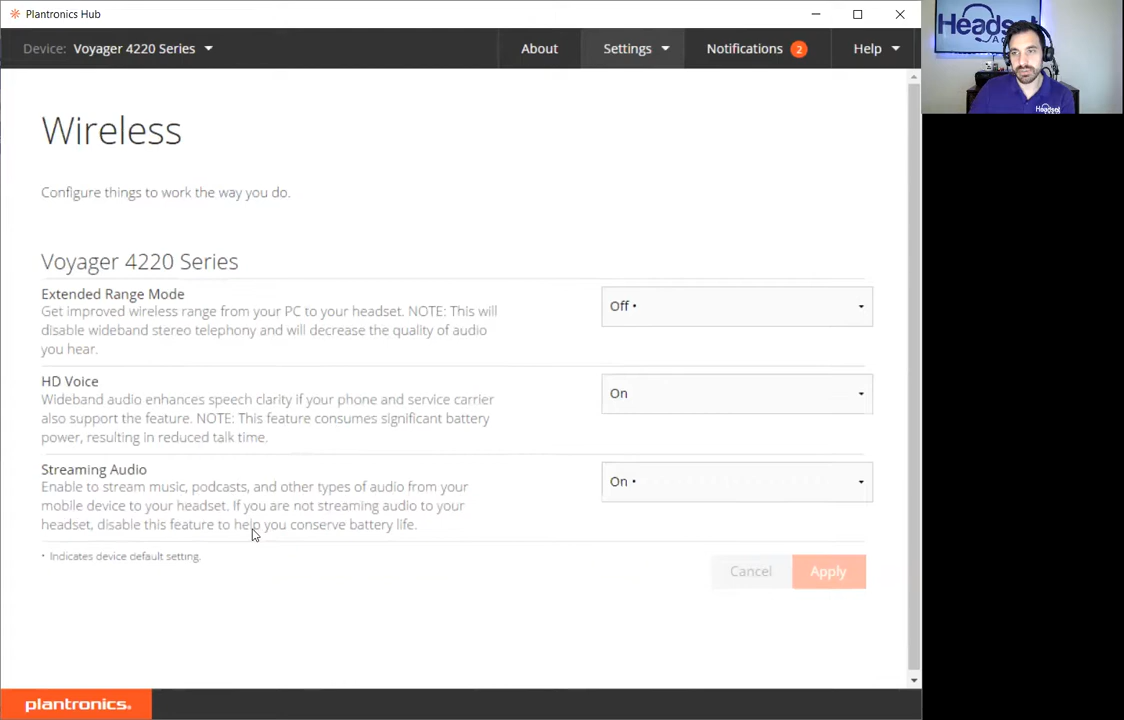 Plantronics Hub
Device: Voyager 4220 Series
About
Settings
Notifications 2
Help
Wireless
Configure things to work the way you do.
Voyager 4220 Series
Extended Range Mode
Get improved wireless range from your PC to your headset. NOTE: This will
disable wideband stereo telephony and will decrease the quality of audio
you hear.
Off •
HD Voice
Wideband audio enhances speech clarity if your phone and service carrier
also support the feature. NOTE: This feature consumes significant battery
power, resulting in reduced talk time.
On
Streaming Audio
Enable to stream music, podcasts, and other types of audio from your
mobile device to your headset. If you are not streaming audio to your
headset, disable this feature to help you conserve battery life.
On •
• Indicates device default setting.
Cancel
Apply
plantronics.
Headset
Headset